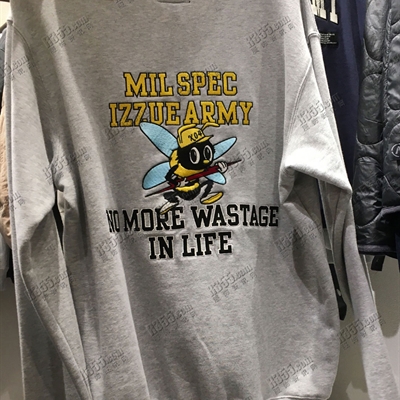 MIL SPEC
IZZUE ARMY
NO MORE WASTAGE
IN LIFE